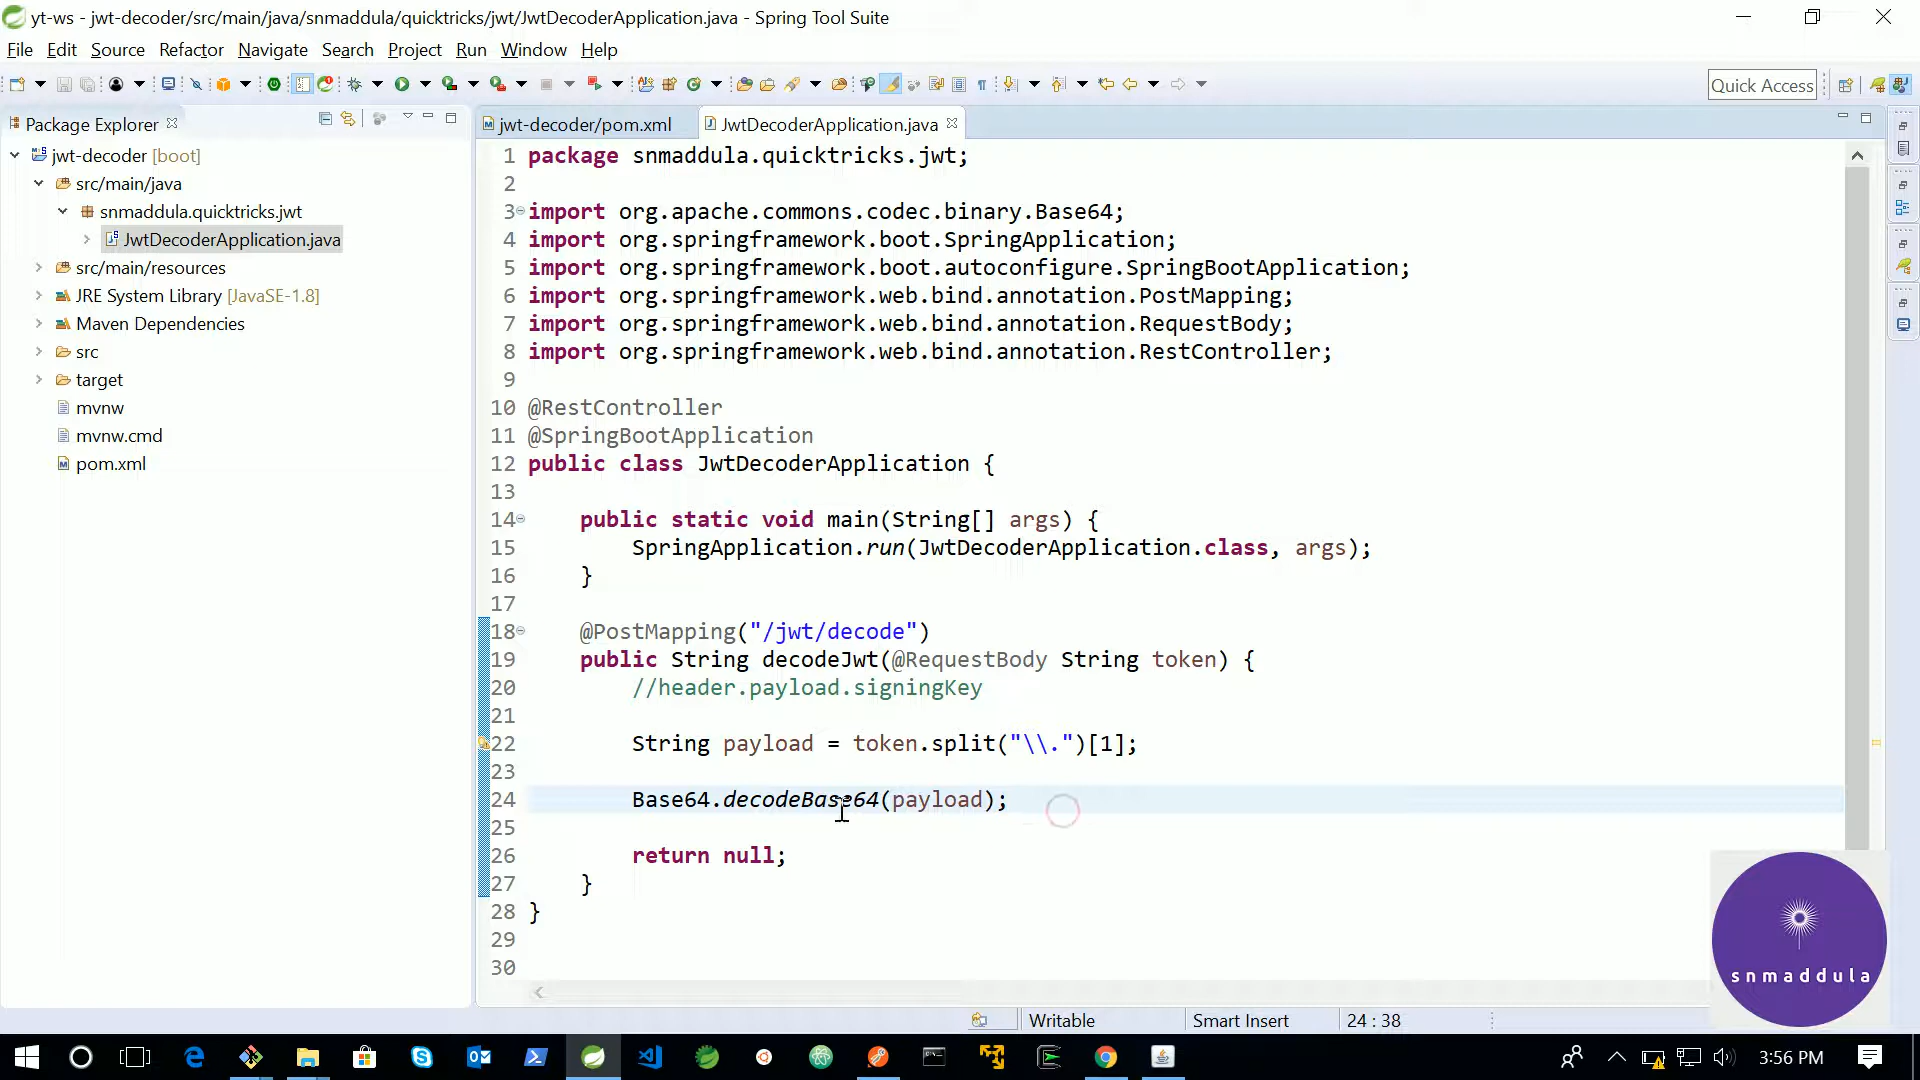 yt-ws - jwt-decoder/src/main/java/snmaddula/quicktricks/jwt/JwtDecoderApplication.java - Spring Tool Suite
File Edit Source Refactor Navigate Search Project Run Window Help
Quick Access
Package Explorer
jwt-decoder [boot]
src/main/java
snmaddula.quicktricks.jwt
JwtDecoderApplication.java
src/main/resources
JRE System Library [JavaSE-1.8]
Maven Dependencies
src
target
mvnw
mvnw.cmd
pom.xml
jwt-decoder/pom.xml JwtDecoderApplication.java
1 package snmaddula.quicktricks.jwt;
2
3 import org.apache.commons.codec.binary.Base64;
4 import org.springframework.boot.SpringApplication;
5 import org.springframework.boot.autoconfigure.SpringBootApplication;
6 import org.springframework.web.bind.annotation.PostMapping;
7 import org.springframework.web.bind.annotation.RequestBody;
8 import org.springframework.web.bind.annotation.RestController;
9
10 @RestController
11 @SpringBootApplication
12 public class JwtDecoderApplication {
13
14 public static void main(String[] args) {
15 SpringApplication.run(JwtDecoderApplication.class, args);
16 }
17
18 @PostMapping("/jwt/decode")
19 public String decodeJwt(@RequestBody String token) {
20 //header.payload.signingKey
21
22 String payload = token.split("\\.")[1];
23
24 Base64.decodeBase64(payload);
25
26 return null;
27 }
28 }
29
30
snmaddula
Writable Smart Insert 24 : 38
3:56 PM